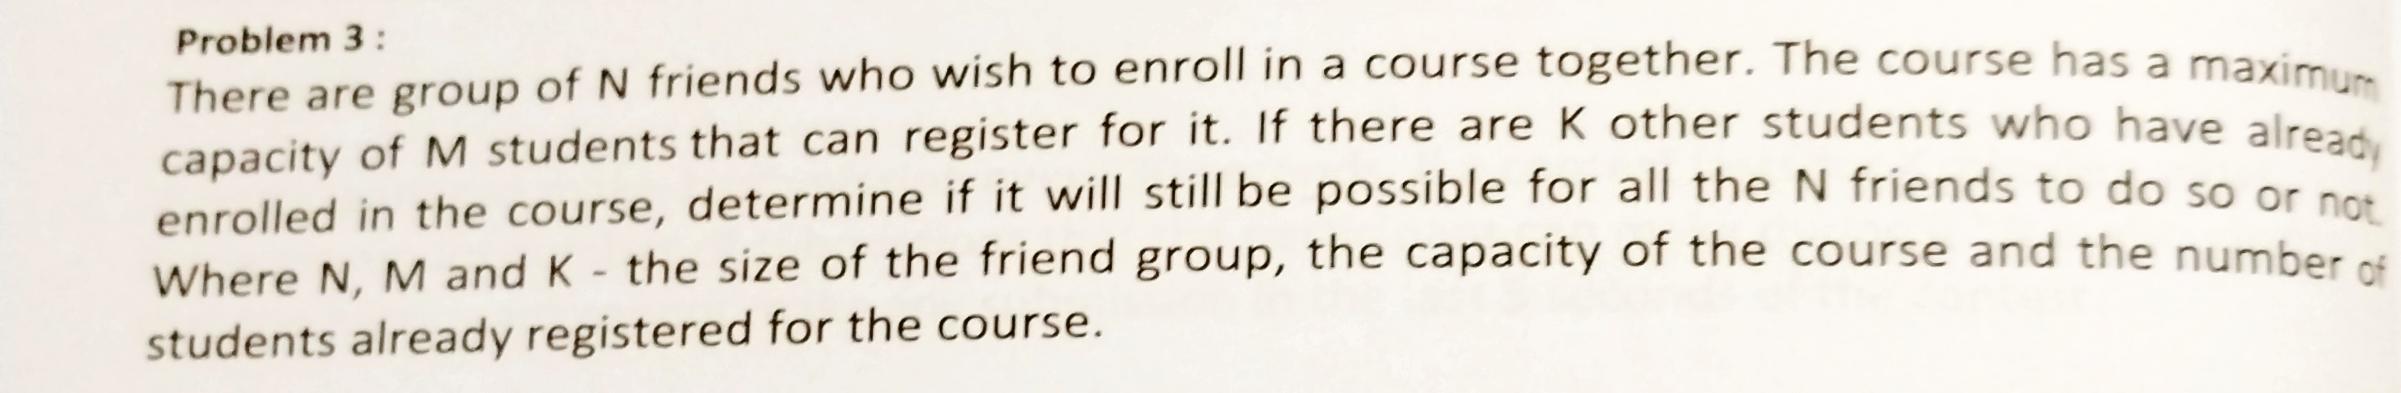 Problem 3 :
There are group of N friends who wish to enroll in a course together. The course has a maximum
capacity of M students that can register for it. If there are K other students who have already
enrolled in the course, determine if it will still be possible for all the N friends to do so or not.
Where N, M and K - the size of the friend group, the capacity of the course and the number of
students already registered for the course.